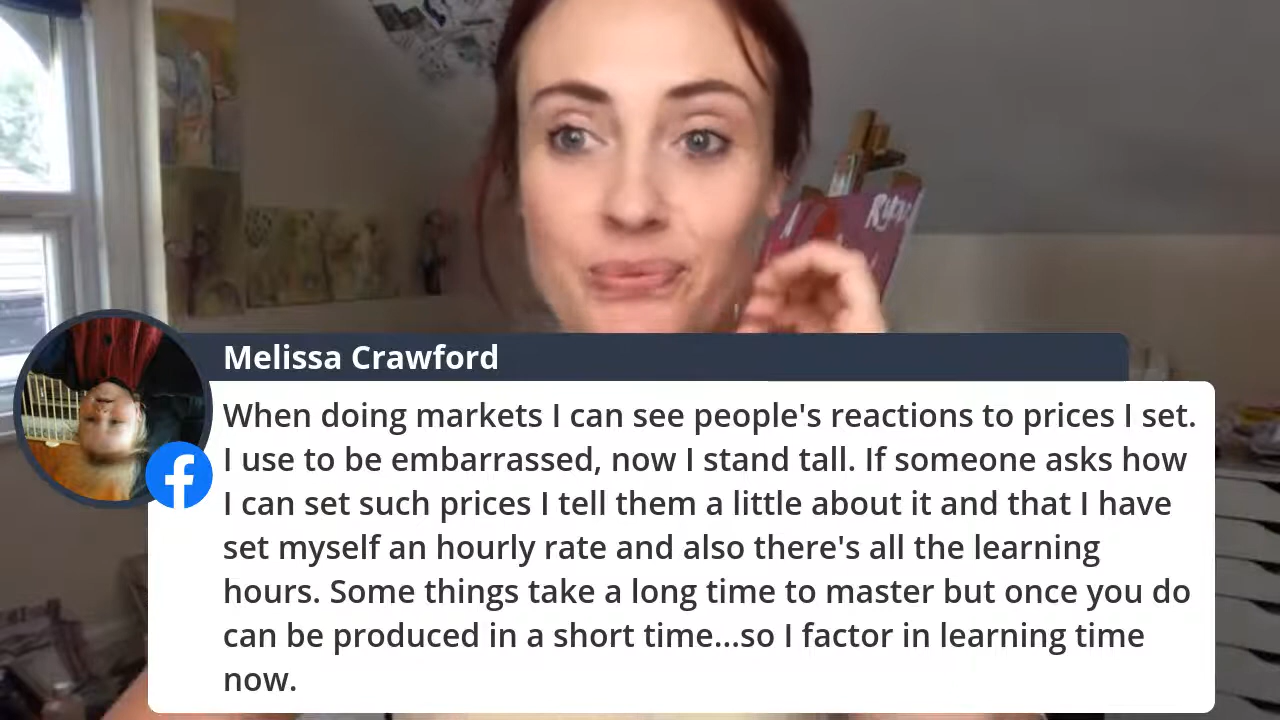 Melissa Crawford
When doing markets I can see people's reactions to prices I set.
I use to be embarrassed, now I stand tall. If someone asks how
I can set such prices I tell them a little about it and that I have
set myself an hourly rate and also there's all the learning
hours. Some things take a long time to master but once you do
can be produced in a short time...so I factor in learning time
now.